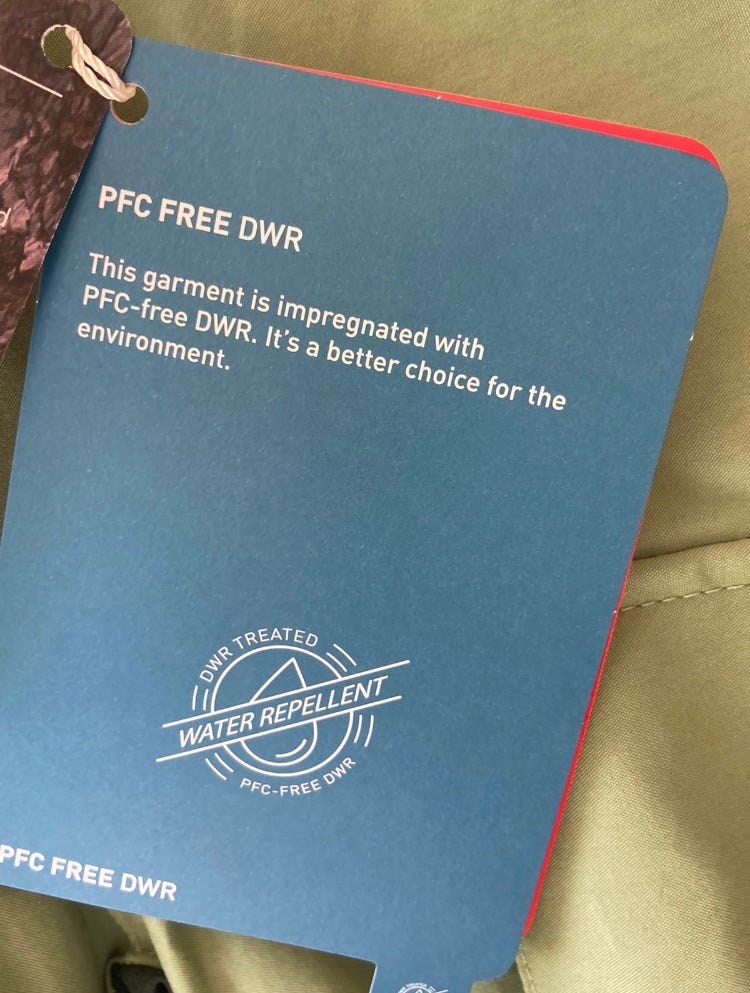 PFC FREE DWR
This garment is impregnated with
PFC-free DWR. It's a better choice for the
environment.
DWR TREATED
WATER REPELLENT
PFC-FREE DWR
PFC FREE DWR